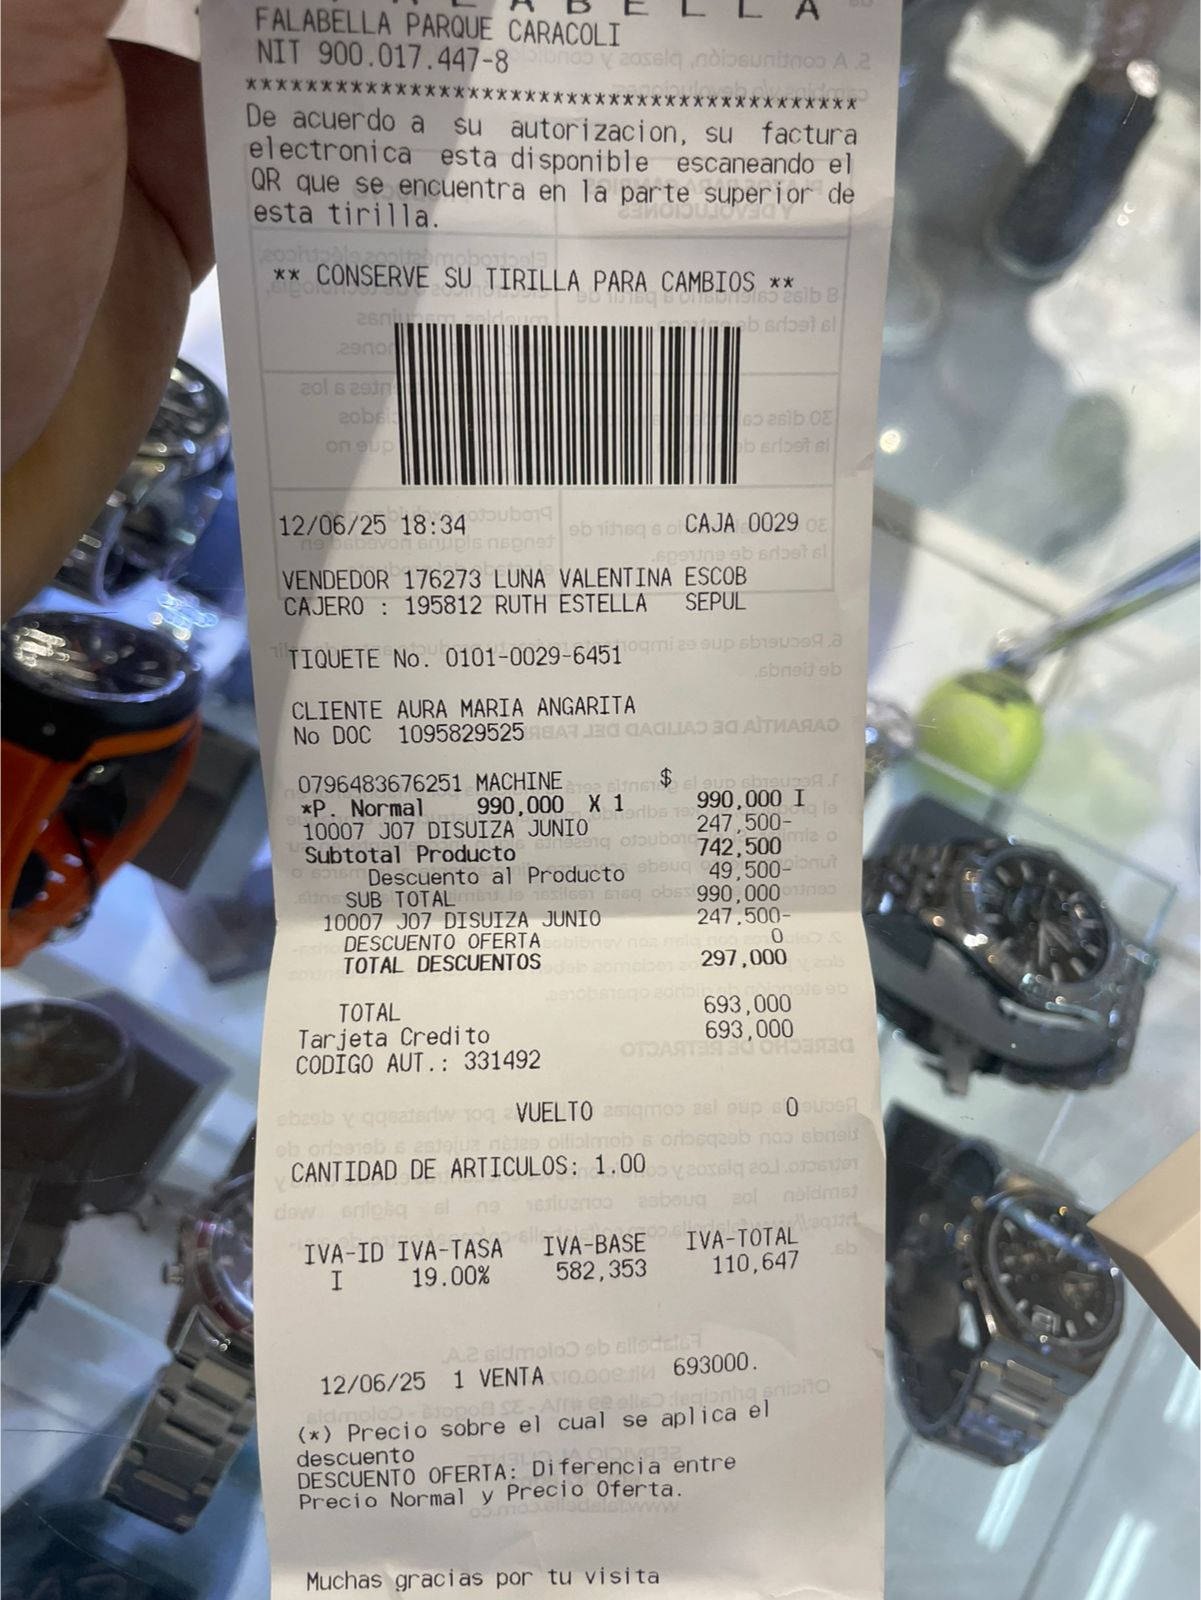 FALABELLA
FALABELLA PARQUE CARACOLI
NIT 900.017.447-8
******************************************
De acuerdo a su autorizacion, su factura
electronica esta disponible escaneando el
QR que se encuentra en la parte superior de
esta tirilla.
** CONSERVE SU TIRILLA PARA CAMBIOS **
12/06/25 18:34 CAJA 0029
VENDEDOR 176273 LUNA VALENTINA ESCOB
CAJERO : 195812 RUTH ESTELLA SEPUL
TIQUETE No. 0101-0029-6451
CLIENTE AURA MARIA ANGARITA
No DOC 1095829525
0796483676251 MACHINE $
*P. Normal 990,000 X 1 990,000 I
10007 J07 DISUIZA JUNIO 247,500-
Subtotal Producto 742,500
Descuento al Producto 49,500-
SUB TOTAL 990,000
10007 J07 DISUIZA JUNIO 247,500-
DESCUENTO OFERTA 0
TOTAL DESCUENTOS 297,000
TOTAL 693,000
Tarjeta Credito 693,000
CODIGO AUT.: 331492
VUELTO 0
CANTIDAD DE ARTICULOS: 1.00
IVA-ID IVA-TASA IVA-BASE IVA-TOTAL
I 19.00% 582,353 110,647
12/06/25 1 VENTA 693000.
(*) Precio sobre el cual se aplica el
descuento
DESCUENTO OFERTA: Diferencia entre
Precio Normal y Precio Oferta.
Muchas gracias por tu visita